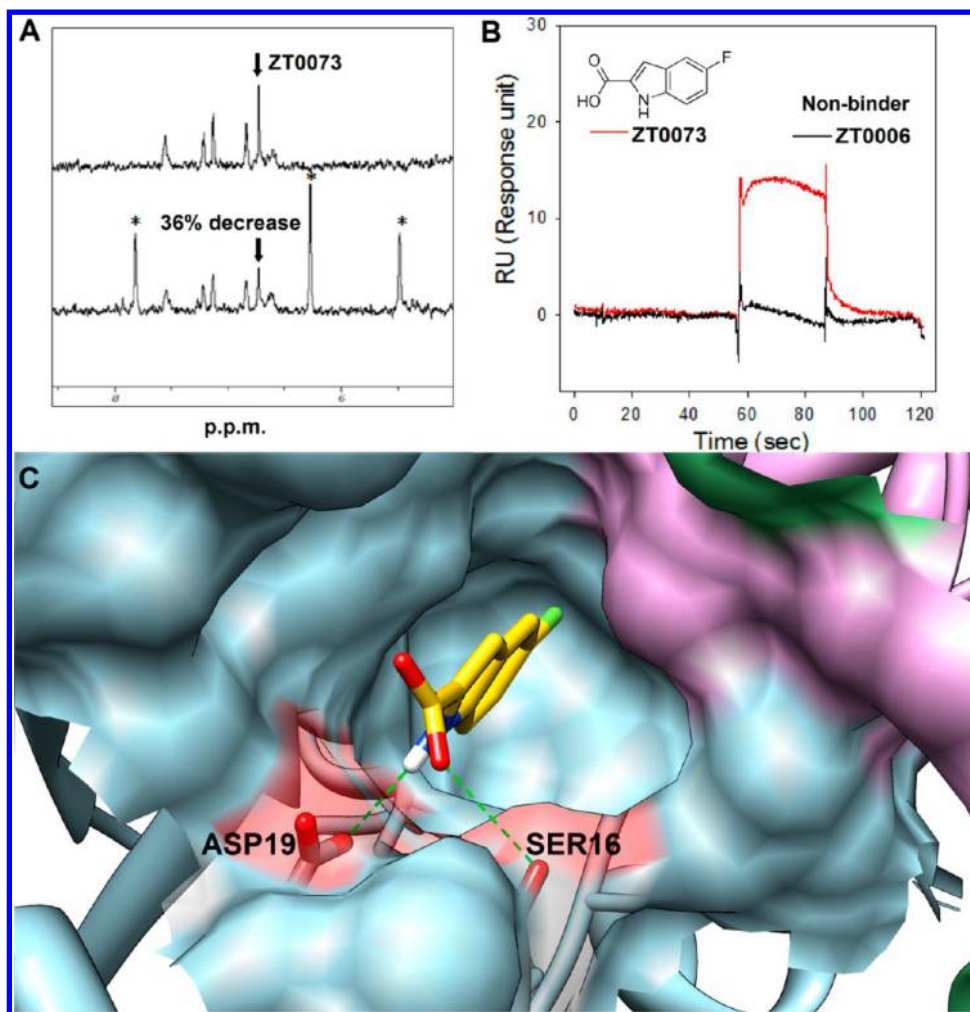 A
ZT0073
*
*
36% decrease
*
8
6
p.p.m.
B
30
20
10
0
RU (Response unit)
O
HO
N
H
F
Non-binder
ZT0073
ZT0006
0
20
40
60
80
100
120
Time (sec)
C
ASP19
SER16